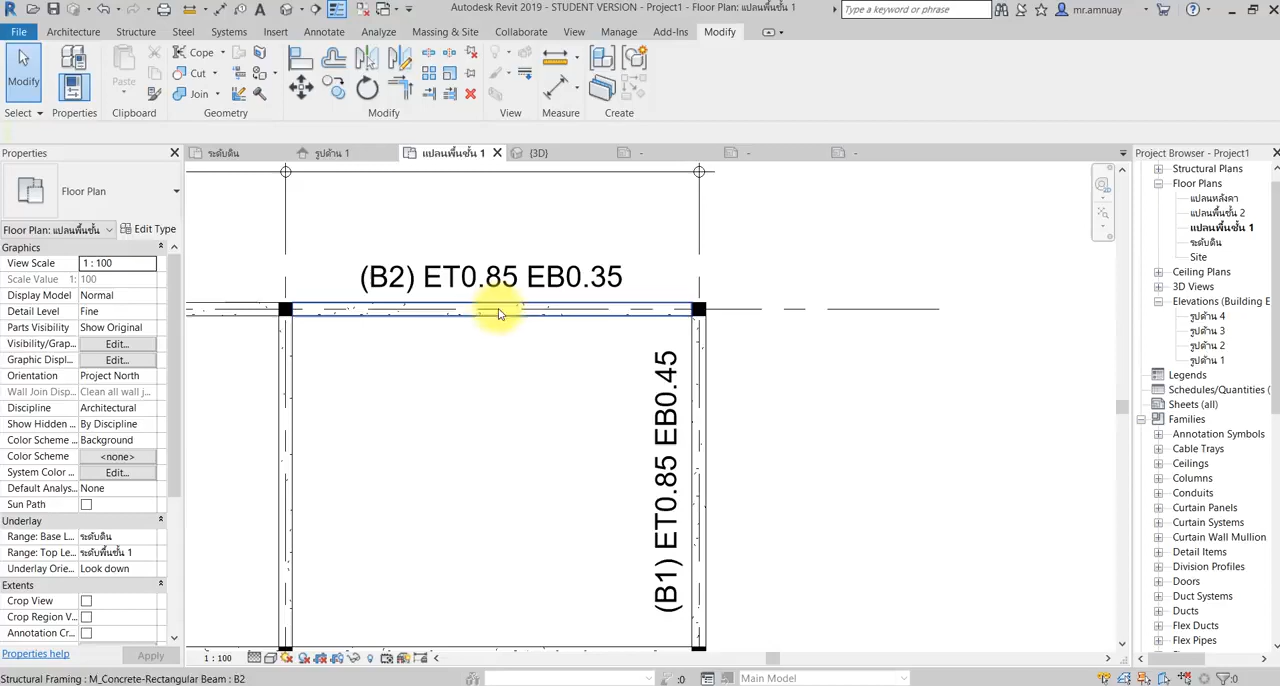 Autodesk Revit 2019 - STUDENT VERSION - Project1 - Floor Plan: แปลนพื้นชั้น 1
Type a keyword or phrase
mr.amnuay
File Architecture Structure Steel Systems Insert Annotate Analyze Massing & Site Collaborate View Manage Add-Ins Modify
Modify
Paste
Cope
Cut
Join
Select Properties Clipboard Geometry Modify View Measure Create
Properties
ระดับดิน
รูปด้าน 1
แปลนพื้นชั้น 1
{3D}
-
-
-
Project Browser - Project1
Floor Plan
Floor Plan: แปลนพื้นชั้น
Edit Type
Graphics
View Scale 1 : 100
Scale Value 1: 100
Display Model Normal
Detail Level Fine
Parts Visibility Show Original
Visibility/Grap... Edit...
Graphic Displ... Edit...
Orientation Project North
Wall Join Disp... Clean all wall j...
Discipline Architectural
Show Hidden ... By Discipline
Color Scheme ... Background
Color Scheme <none>
System Color ... Edit...
Default Analys... None
Sun Path
Underlay
Range: Base L... ระดับดิน
Range: Top Le... ระดับพื้นชั้น 1
Underlay Orie... Look down
Extents
Crop View
Crop Region V...
Annotation Cr...
Properties help
Apply
(B2) ET0.85 EB0.35
(B1) ET0.85 EB0.45
Structural Plans
Floor Plans
แปลนหลังคา
แปลนพื้นชั้น 2
แปลนพื้นชั้น 1
ระดับดิน
Site
Ceiling Plans
3D Views
Elevations (Building E
รูปด้าน 4
รูปด้าน 3
รูปด้าน 2
รูปด้าน 1
Legends
Schedules/Quantities (
Sheets (all)
Families
Annotation Symbols
Cable Trays
Ceilings
Columns
Conduits
Curtain Panels
Curtain Systems
Curtain Wall Mullion
Detail Items
Division Profiles
Doors
Duct Systems
Ducts
Flex Ducts
Flex Pipes
1 : 100
Structural Framing : M_Concrete-Rectangular Beam : B2
:0
Main Model
:0